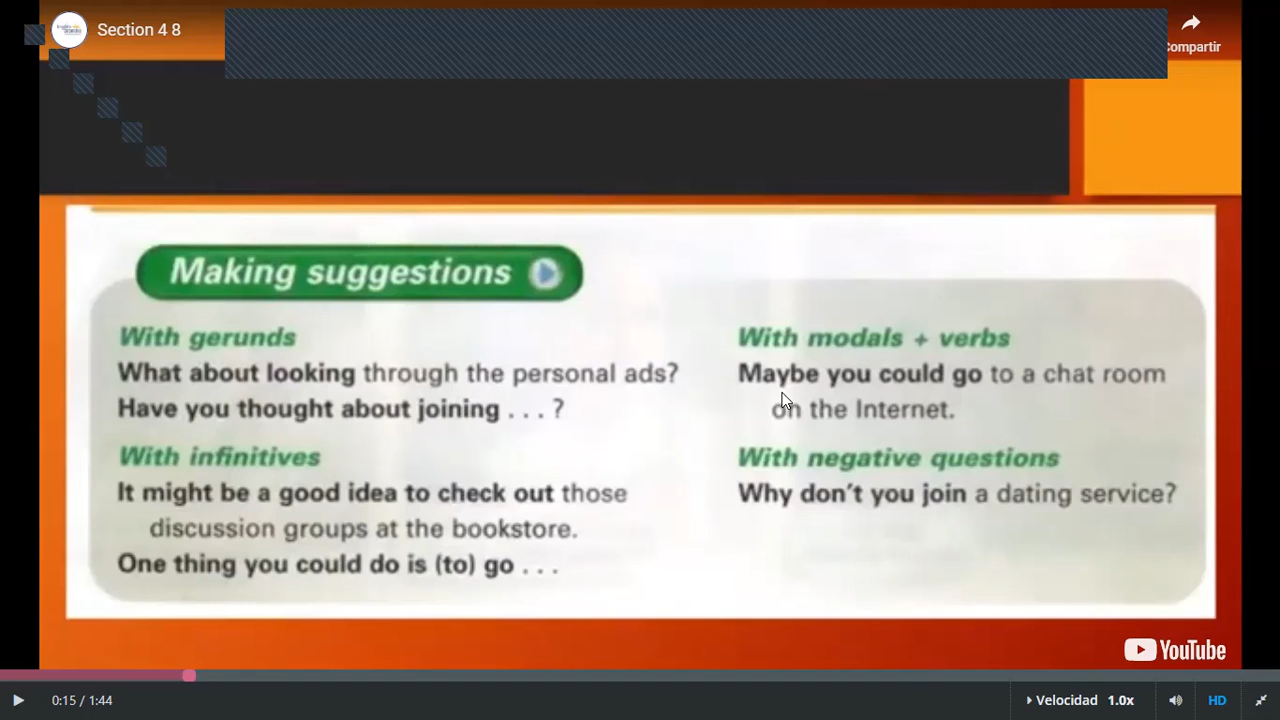 Section 4 8
Compartir
Making suggestions
With gerunds
What about looking through the personal ads?
Have you thought about joining . . . ?
With infinitives
It might be a good idea to check out those
discussion groups at the bookstore.
One thing you could do is (to) go . . .
With modals + verbs
Maybe you could go to a chat room
on the Internet.
With negative questions
Why don't you join a dating service?
YouTube
0:15 / 1:44
Velocidad 1.0x
HD